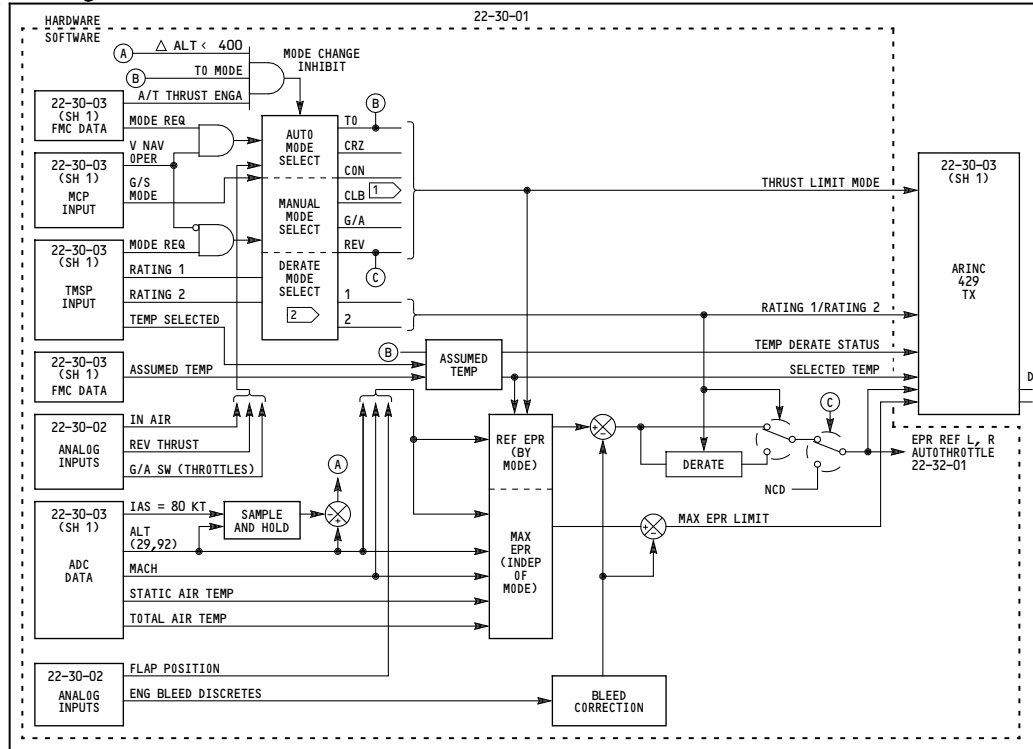 22-30-01
HARDWARE
SOFTWARE
A
△ ALT < 400
B
TO MODE
A/T THRUST ENGA
MODE CHANGE
INHIBIT
22-30-03
(SH 1)
FMC DATA
MODE REQ
22-30-03
(SH 1)
MCP
INPUT
V NAV
OPER
G/S
MODE
22-30-03
(SH 1)
TMSP
INPUT
MODE REQ
RATING 1
RATING 2
TEMP SELECTED
AUTO
MODE
SELECT
MANUAL
MODE
SELECT
DERATE
MODE
SELECT
2
TO
B
CRZ
CON
1
CLB
G/A
REV
C
1
2
THRUST LIMIT MODE
RATING 1/RATING 2
22-30-03
(SH 1)
ARINC
429
TX
22-30-03
(SH 1)
FMC DATA
ASSUMED TEMP
B
ASSUMED
TEMP
TEMP DERATE STATUS
SELECTED TEMP
D
22-30-02
ANALOG
INPUTS
IN AIR
REV THRUST
G/A SW (THROTTLES)
A
REF EPR
(BY
MODE)
MAX
EPR
(INDEP
OF
MODE)
+
-
DERATE
C
NCD
EPR REF L, R
AUTOTHROTTLE
22-32-01
22-30-03
(SH 1)
ADC
DATA
IAS = 80 KT
ALT
(29,92)
MACH
STATIC AIR TEMP
TOTAL AIR TEMP
SAMPLE
AND HOLD
-
+
+
-
MAX EPR LIMIT
22-30-02
ANALOG
INPUTS
FLAP POSITION
ENG BLEED DISCRETES
BLEED
CORRECTION